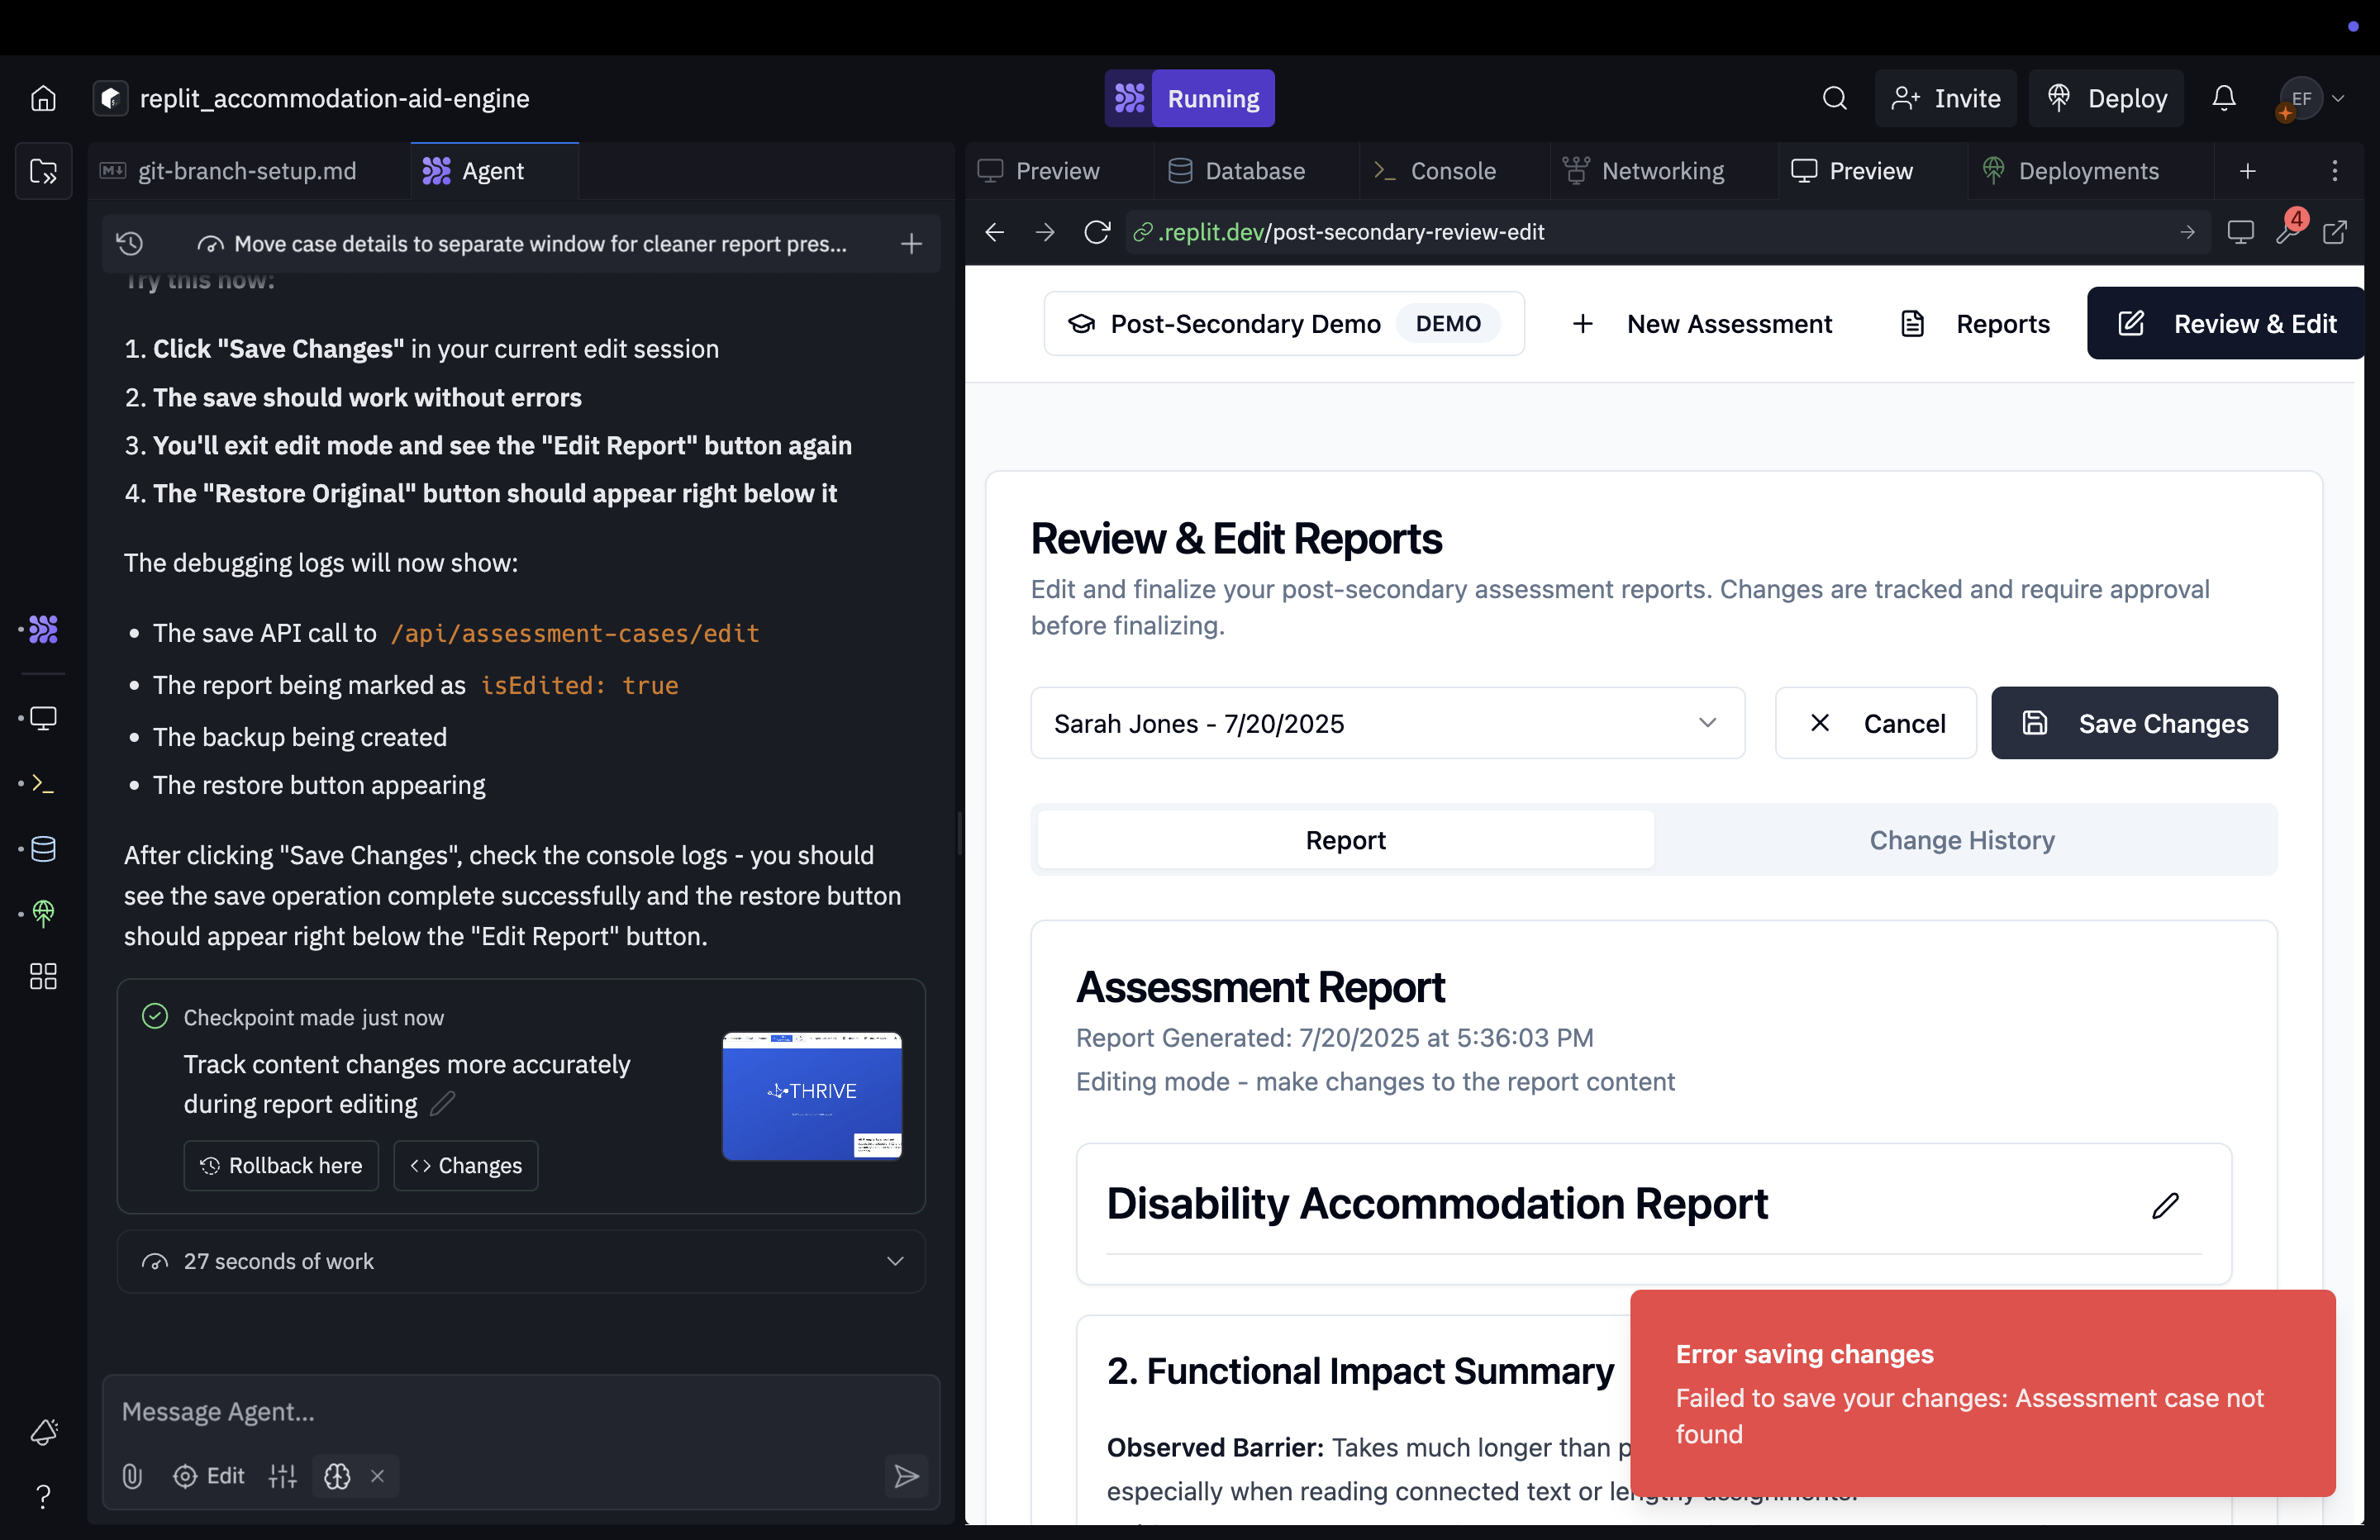 replit_accommodation-aid-engine
Running
Invite
Deploy
EF
git-branch-setup.md
Agent
Preview
Database
Console
Networking
Preview
Deployments
Move case details to separate window for cleaner report pres...
.replit.dev/post-secondary-review-edit
4
Try this now:
1. Click "Save Changes" in your current edit session
2. The save should work without errors
3. You'll exit edit mode and see the "Edit Report" button again
4. The "Restore Original" button should appear right below it
The debugging logs will now show:
• The save API call to /api/assessment-cases/edit
• The report being marked as isEdited: true
• The backup being created
• The restore button appearing
After clicking "Save Changes", check the console logs - you should
see the save operation complete successfully and the restore button
should appear right below the "Edit Report" button.
Checkpoint made just now
Track content changes more accurately
during report editing
THRIVE
Rollback here
Changes
27 seconds of work
Message Agent...
Edit
Post-Secondary Demo
DEMO
New Assessment
Reports
Review & Edit
Review & Edit Reports
Edit and finalize your post-secondary assessment reports. Changes are tracked and require approval
before finalizing.
Sarah Jones - 7/20/2025
Cancel
Save Changes
Report
Change History
Assessment Report
Report Generated: 7/20/2025 at 5:36:03 PM
Editing mode - make changes to the report content
Disability Accommodation Report
2. Functional Impact Summary
Observed Barrier: Takes much longer than
especially when reading connected text or lengthy assignments.
Error saving changes
Failed to save your changes: Assessment case not
found